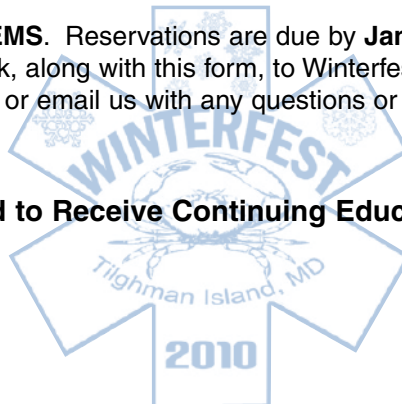 EMS. Reservations are due by Jan
k, along with this form, to Winterfes
or email us with any questions or
WINTERFEST
d to Receive Continuing Educ
Tilghman Island, MD
2010